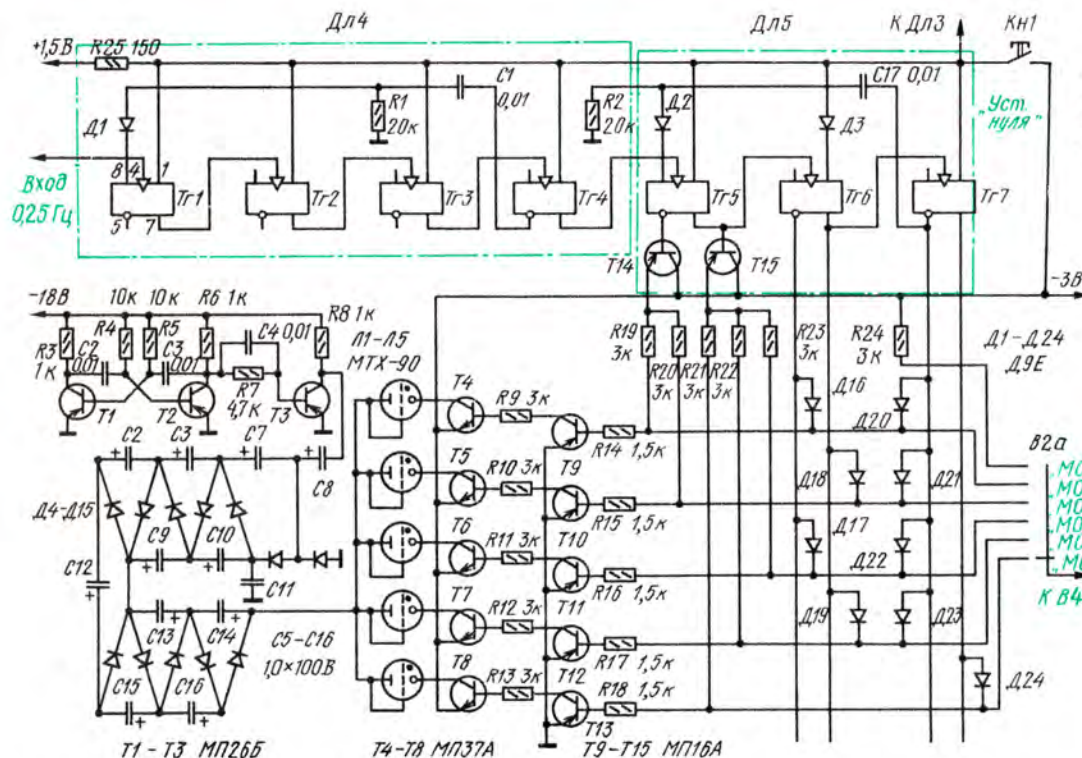 Дл4
Дл5
К Дл3
Кн1
+1,5В
R25 150
С1
0,01
С17 0,01
"Уст.
нуля"
Д1
R1
20к
R2
20к
Д2
Д3
8 4 1
Вход
0,25 Гц
Тг1
Тг2
Тг3
Тг4
Тг5
Тг6
Тг7
5 7
Т14
Т15
-3В
-18В
10к 10к R6 1к
R8 1к
R4
R5
С4 0,01
R3
1к
С2
0,01
С3
0,01
R7
4,7к
Т1
Т2
Т3
Л1-Л5
МТХ-90
R19
3к
R20
3к
R21
3к
R22
3к
R23
3к
R24
3к
Д1-Д24
Д9Е
Т4
R9 3к
Д16
Д20
R14 1,5к
Т9
В2а
С2
С3
С7
С8
Т5
R10 3к
Д18
Д21
Д4-Д15
R15 1,5к
Т10
С9
С10
Т6
R11 3к
Д17
Д22
С12
С11
R16 1,5к
Т11
К В4
С13
С14
Т7
R12 3к
Д19
Д23
С5-С16
1,0×100В
R17 1,5к
Т12
С15
С16
Т8
R13 3к
R18 1,5к
Д24
Т13
Т1-Т3 МП26Б
Т4-Т8 МП37А
Т9-Т15 МП16А